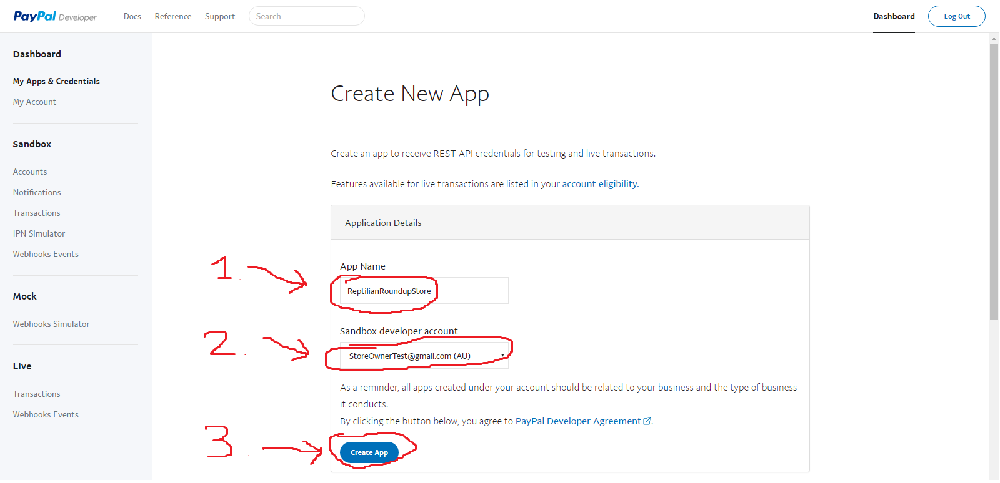 PayPal Developer
Docs Reference Support Search Dashboard Log Out
Dashboard
My Apps & Credentials
My Account
Sandbox
Accounts
Notifications
Transactions
IPN Simulator
Webhooks Events
Mock
Webhooks Simulator
Live
Transactions
Webhooks Events
Create New App
Create an app to receive REST API credentials for testing and live transactions.
Features available for live transactions are listed in your account eligibility.
Application Details
App Name
1.
ReptilianRoundupStore
Sandbox developer account
2.
StoreOwnerTest@gmail.com (AU)
As a reminder, all apps created under your account should be related to your business and the type of business
it conducts.
By clicking the button below, you agree to PayPal Developer Agreement.
3.
Create App